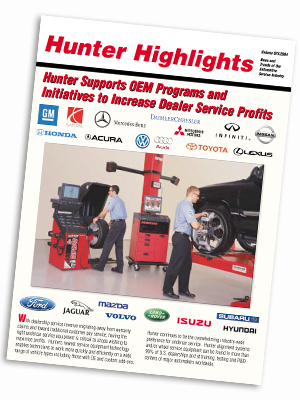 Hunter Highlights
News and
Trends of the
Automotive
Service Industry
Hunter Supports OEM Programs and
Initiatives to Increase Dealer Service Profits
GM
SATURN
Mercedes-Benz
DAIMLERCHRYSLER
MITSUBISHI
MOTORS
INFINITI
NISSAN
HONDA
ACURA
Audi
TOYOTA
LEXUS
HUNTER
Ford
JAGUAR
mazda
VOLVO
LAND-
ROVER
ISUZU
SUBARU
HYUNDAI
With dealership service revenue migrating away from warranty
claims and toward traditional customer pay service, having the
right undercar service equipment is critical to shops wishing to
maximize profits. Hunter's newest service equipment technology
enables technicians to work more quickly and efficiently on a wide
range of vehicle types including those with OE and custom add-ons.
Hunter continues to be the overwhelming industry-wide
preference for undercar service. Hunter alignment systems
and/or wheel service equipment can be found in more than
90% of U.S. dealerships and at training, testing and R&D
centers of major automakers worldwide.